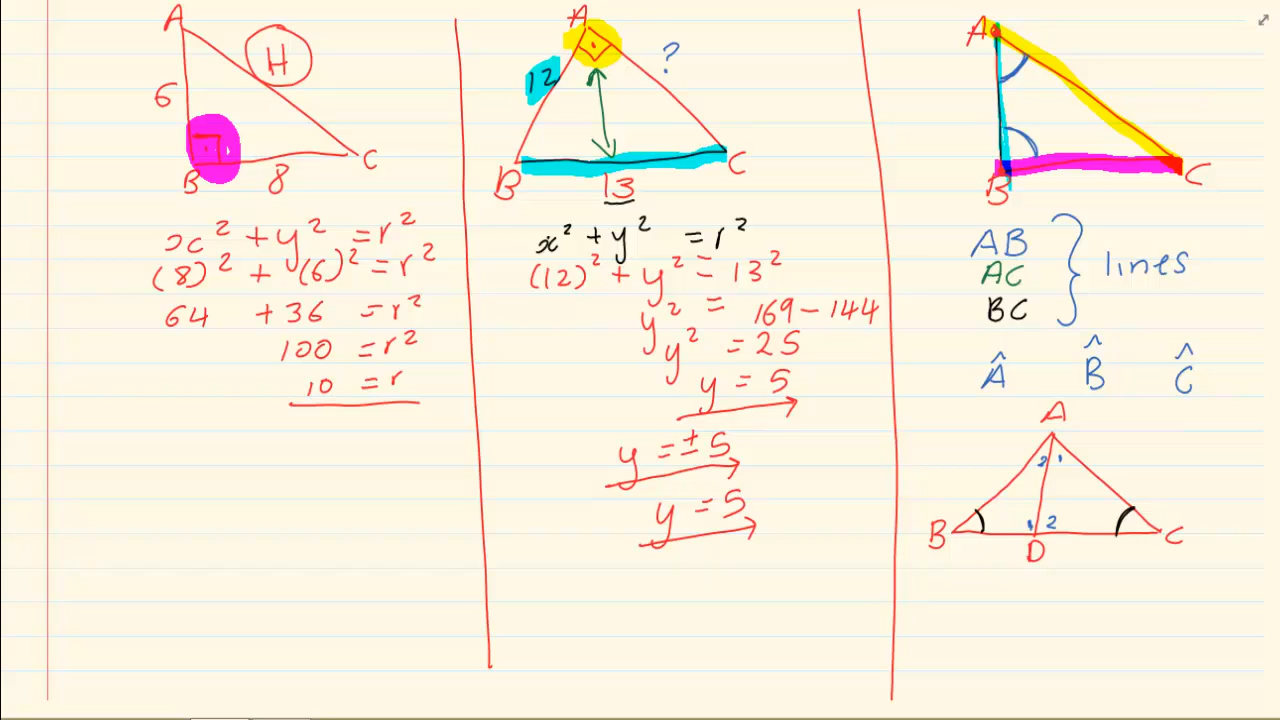 A
H
6
B
8
C
x² + y² = r²
(8)² + (6)² = r²
64 + 36 = r²
100 = r²
10 = r
A
12
?
B
13
C
x² + y² = r²
(12)² + y² = 13²
y² = 169 - 144
y² = 25
y = 5
y = ±5
y = 5
A
B
C
AB
AC
BC
lines
Â B̂ Ĉ
A
2 1
B
1 2
C
D